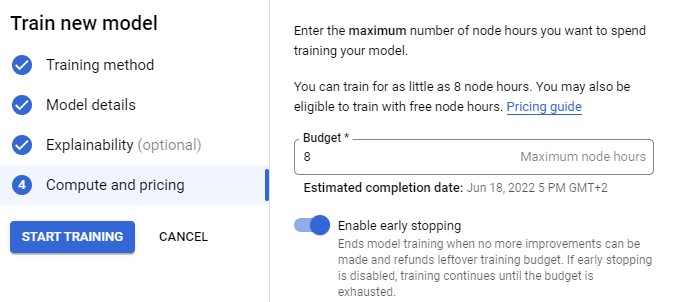 Train new model
Training method
Model details
Explainability (optional)
4 Compute and pricing
START TRAINING CANCEL
Enter the maximum number of node hours you want to spend
training your model.
You can train for as little as 8 node hours. You may also be
eligible to train with free node hours. Pricing guide
Budget *
8 Maximum node hours
Estimated completion date: Jun 18, 2022 5 PM GMT+2
Enable early stopping
Ends model training when no more improvements can be
made and refunds leftover training budget. If early stopping
is disabled, training continues until the budget is
exhausted.